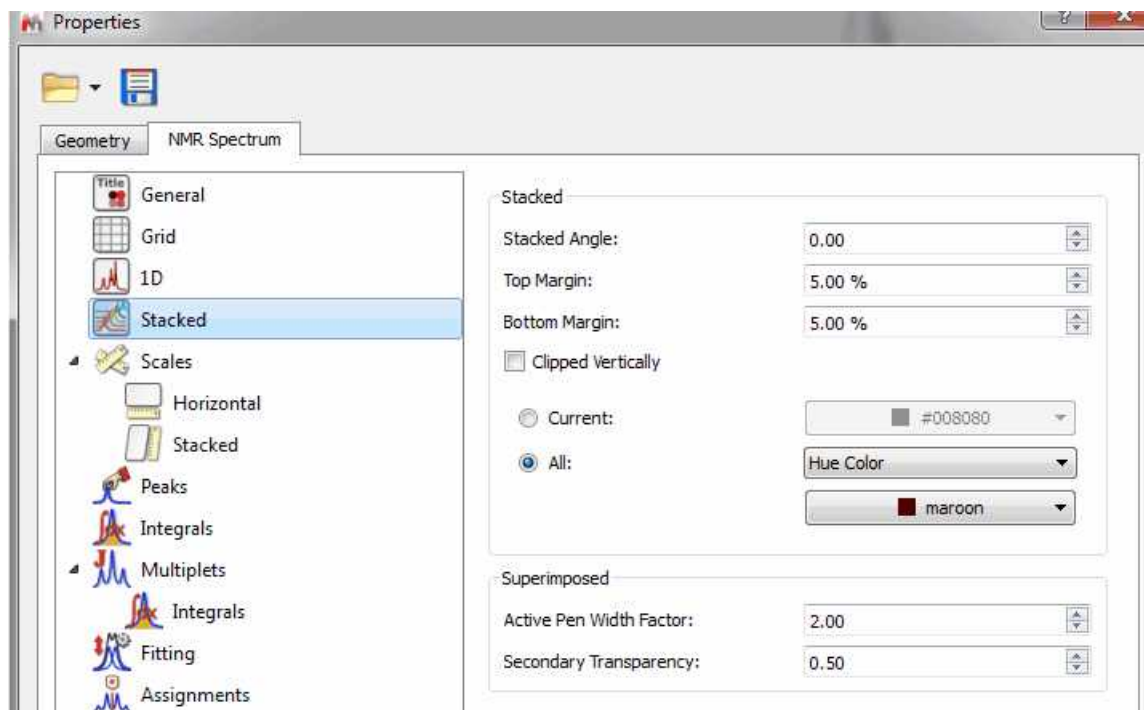 Properties
Geometry
NMR Spectrum
Title
General
Grid
1D
Stacked
Scales
Horizontal
Stacked
Peaks
Integrals
Multiplets
Integrals
Fitting
Assignments
Stacked
Stacked Angle: 0.00
Top Margin: 5.00 %
Bottom Margin: 5.00 %
Clipped Vertically
Current: #008080
All: Hue Color
maroon
Superimposed
Active Pen Width Factor: 2.00
Secondary Transparency: 0.50